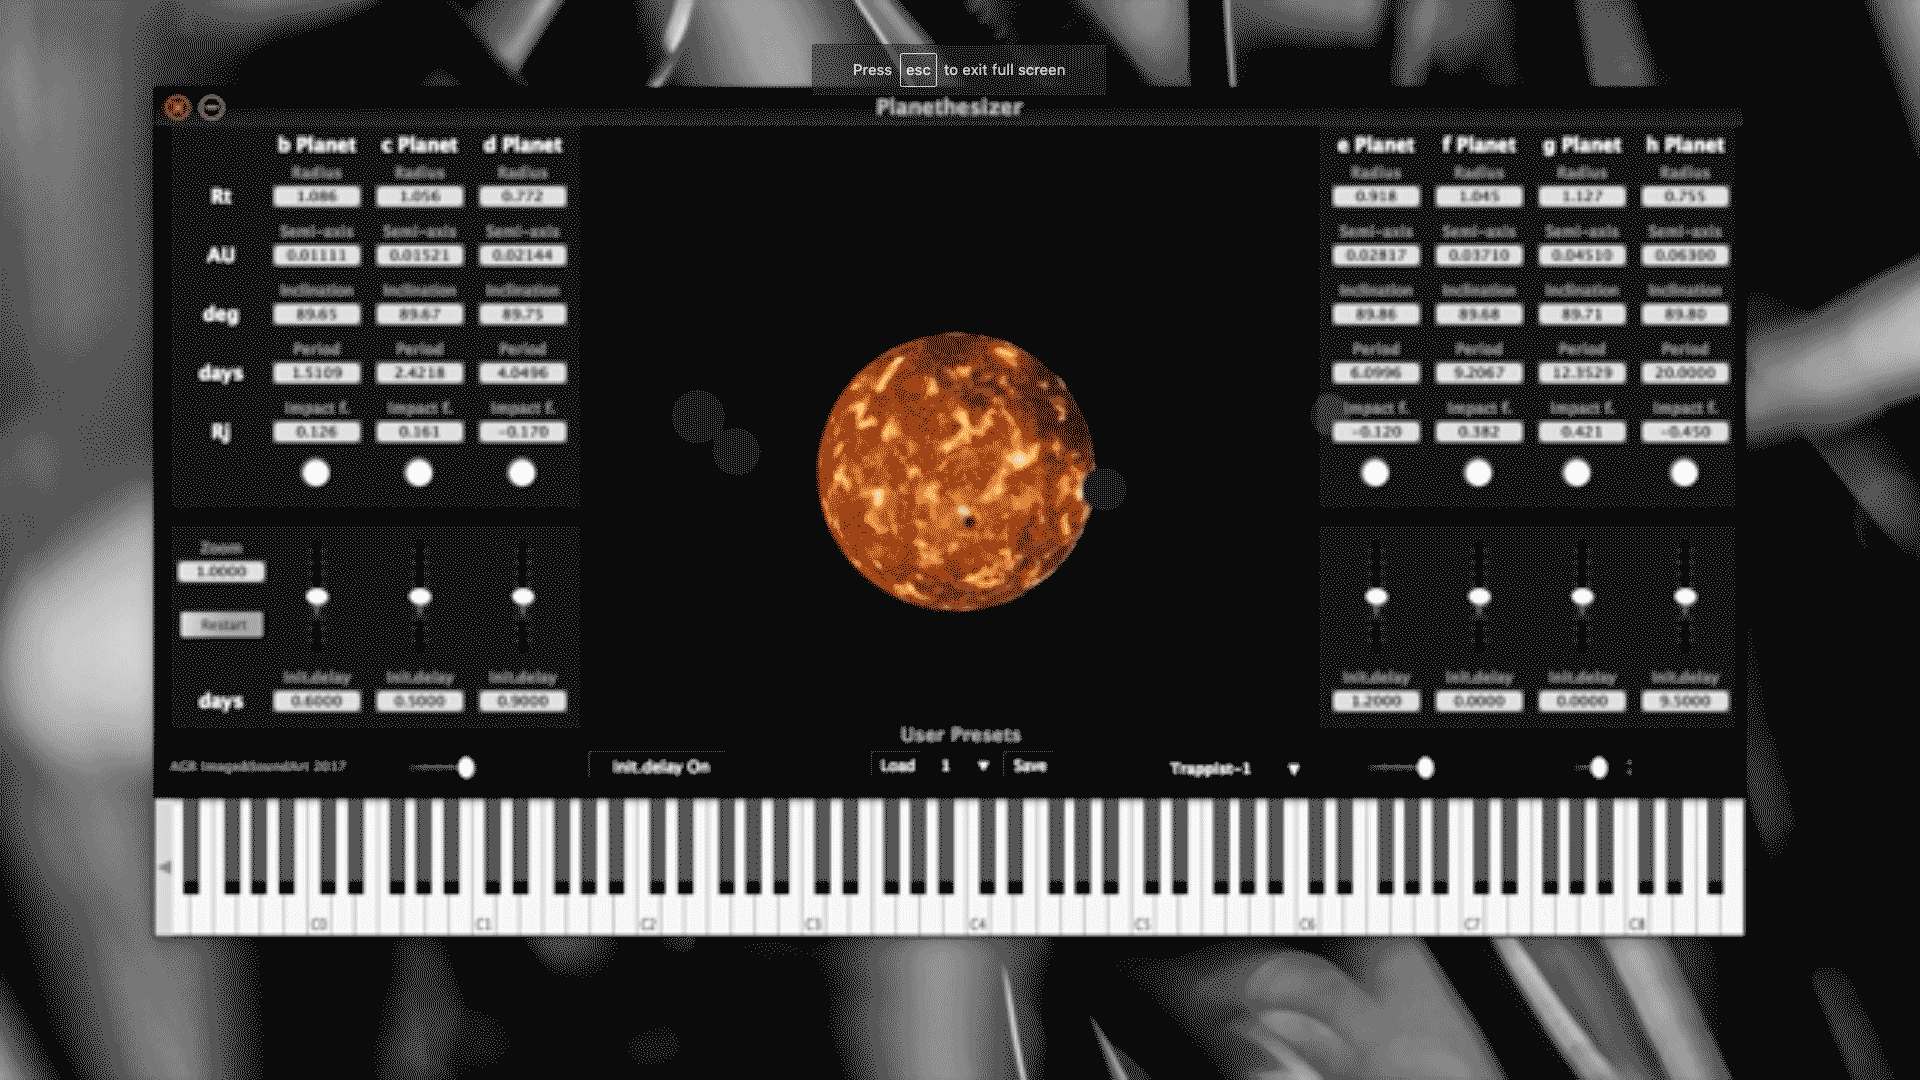 Press esc to exit full screen
Planethesizer
b Planet c Planet d Planet
Radius Radius Radius
Rt 1.086 1.056 0.772
Semi-axis Semi-axis Semi-axis
AU 0.01111 0.01521 0.02144
Inclination Inclination Inclination
deg 89.65 89.67 89.75
Period Period Period
days 1.5109 2.4218 4.0496
Impact f. Impact f. Impact f.
Rj 0.126 0.161 -0.170
e Planet f Planet g Planet h Planet
Radius Radius Radius Radius
0.918 1.045 1.127 0.755
Semi-axis Semi-axis Semi-axis Semi-axis
0.02817 0.03710 0.04510 0.06300
Inclination Inclination Inclination Inclination
89.86 89.68 89.71 89.80
Period Period Period Period
6.0996 9.2067 12.3529 20.0000
Impact f. Impact f. Impact f. Impact f.
-0.120 0.382 0.421 -0.450
Zoom
1.0000
Restart
Init.delay Init.delay Init.delay
days 0.6000 0.5000 0.9000
Init.delay Init.delay Init.delay Init.delay
1.2000 0.0000 0.0000 9.5000
User Presets
AGR Image&SoundArt 2017 Init.delay On Load 1 Save Trappist-1
C0 C1 C2 C3 C4 C5 C6 C7 C8